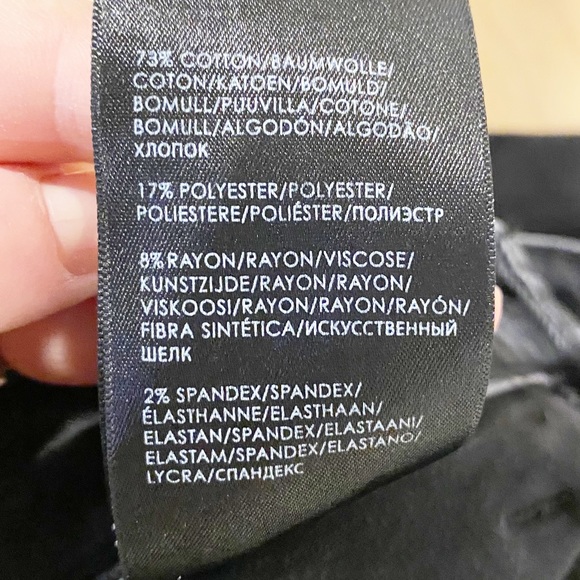 73% COTTON/BAUMWOLLE/
COTON/KATOEN/BOMULD/
BOMULL/PUUVILLA/COTONE/
BOMULL/ALGODÓN/ALGODÃO/
ХЛОПОК
17% POLYESTER/POLYESTER/
POLIESTERE/POLIÉSTER/ПОЛИЭСТР
8% RAYON/RAYON/VISCOSE/
KUNSTZIJDE/RAYON/RAYON/
VISKOOSI/RAYON/RAYON/RAYÓN/
FIBRA SINTÉTICA/ИСКУССТВЕННЫЙ
ШЕЛК
2% SPANDEX/SPANDEX/
ÉLASTHANNE/ELASTHAAN/
ELASTAN/SPANDEX/ELASTAANI/
ELASTAM/SPANDEX/ELASTANO/
LYCRA/СПАНДЕКС